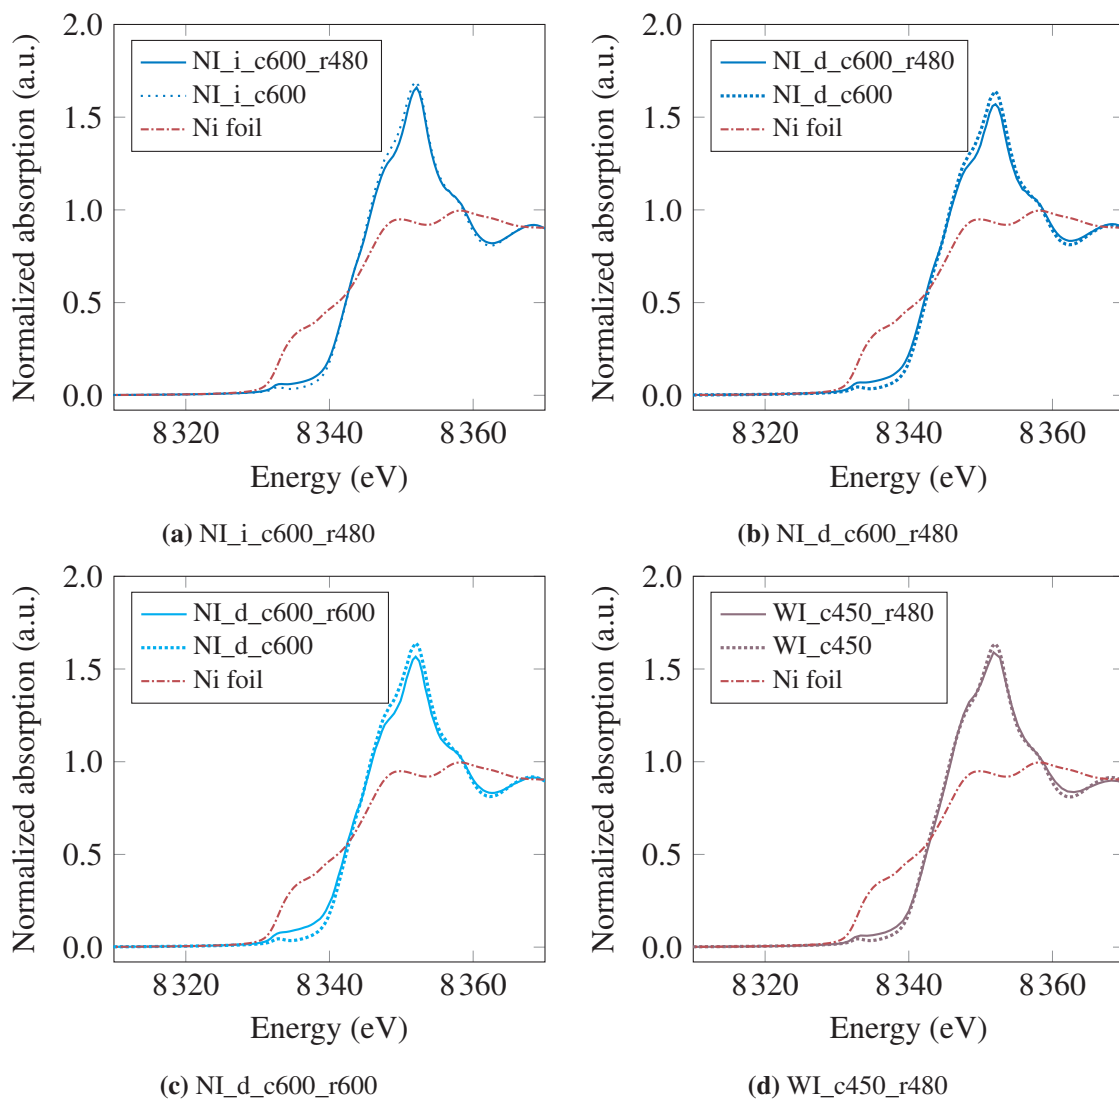 2.0
1.5
1.0
0.5
0.0
Normalized absorption (a.u.)
NI_i_c600_r480
NI_i_c600
Ni foil
8 320
8 340
8 360
Energy (eV)
(a) NI_i_c600_r480
2.0
1.5
1.0
0.5
0.0
Normalized absorption (a.u.)
NI_d_c600_r480
NI_d_c600
Ni foil
8 320
8 340
8 360
Energy (eV)
(b) NI_d_c600_r480
2.0
1.5
1.0
0.5
0.0
Normalized absorption (a.u.)
NI_d_c600_r600
NI_d_c600
Ni foil
8 320
8 340
8 360
Energy (eV)
(c) NI_d_c600_r600
2.0
1.5
1.0
0.5
0.0
Normalized absorption (a.u.)
WI_c450_r480
WI_c450
Ni foil
8 320
8 340
8 360
Energy (eV)
(d) WI_c450_r480